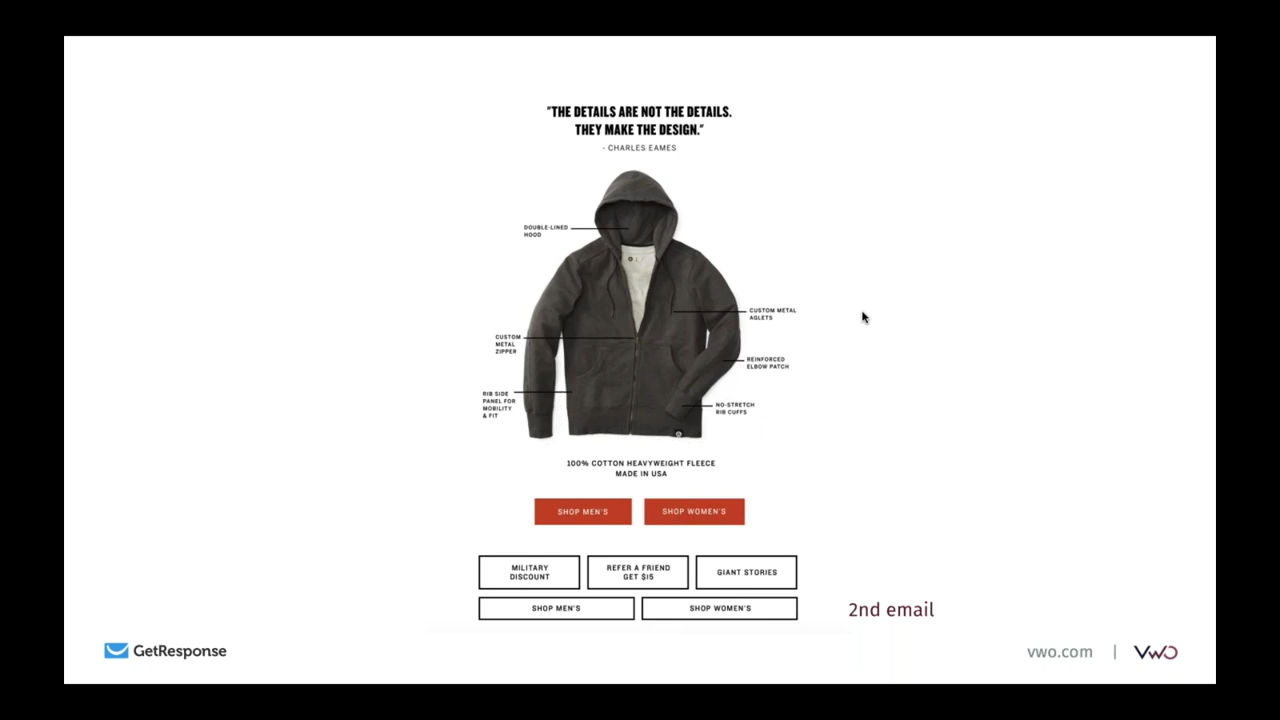 "THE DETAILS ARE NOT THE DETAILS.
THEY MAKE THE DESIGN."
- CHARLES EAMES
DOUBLE-LINED
HOOD
CUSTOM METAL
AGLETS
CUSTOM
METAL
ZIPPER
REINFORCED
ELBOW PATCH
RIB SIDE
PANEL FOR
MOBILITY
& FIT
NO-STRETCH
RIB CUFFS
100% COTTON HEAVYWEIGHT FLEECE
MADE IN USA
SHOP MEN'S
SHOP WOMEN'S
MILITARY
DISCOUNT
REFER A FRIEND
GET $15
GIANT STORIES
SHOP MEN'S
SHOP WOMEN'S
2nd email
GetResponse
vwo.com | VWO